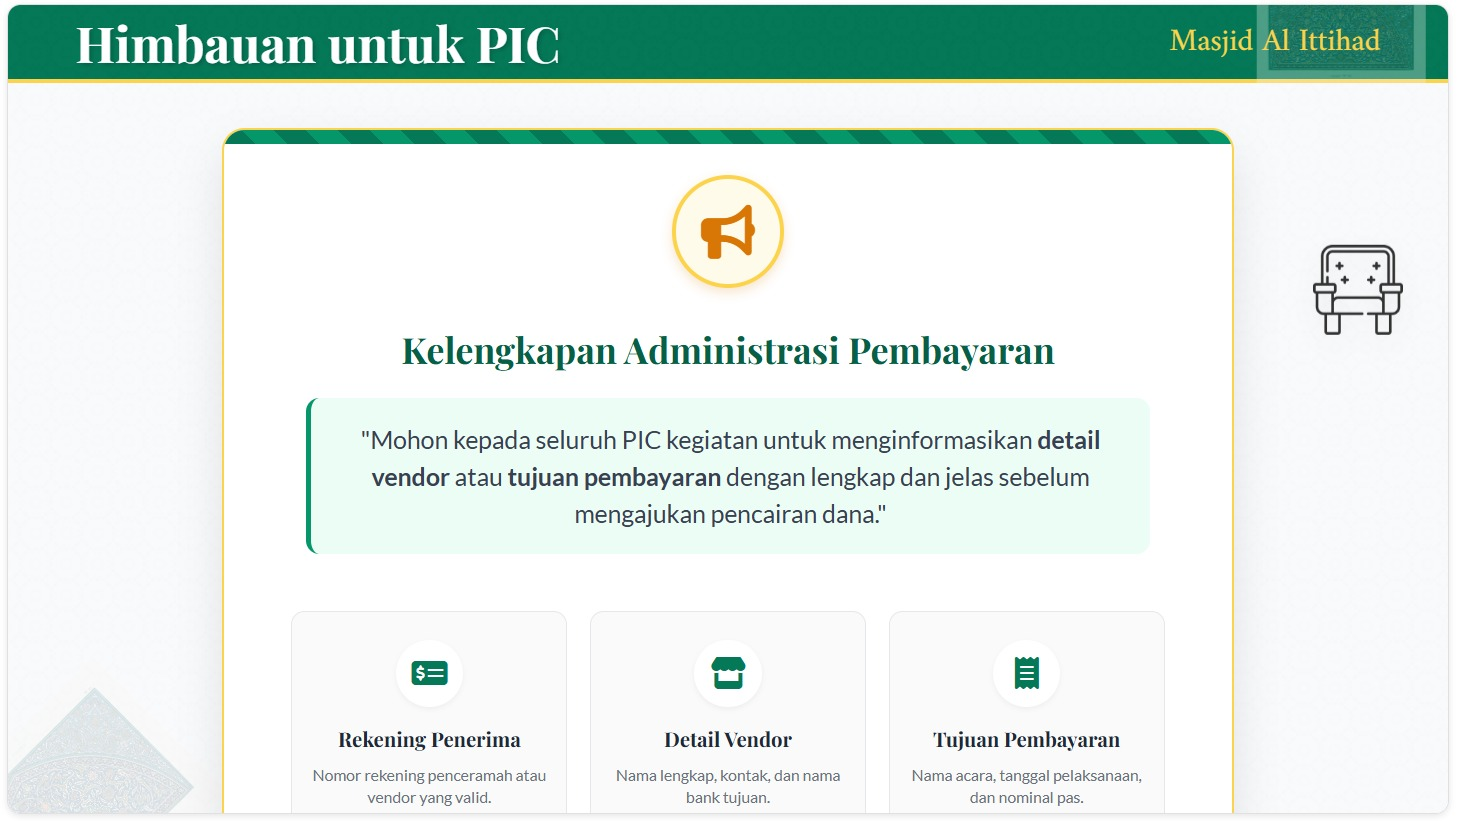 Himbauan untuk PIC
Masjid Al Ittihad
Kelengkapan Administrasi Pembayaran
"Mohon kepada seluruh PIC kegiatan untuk menginformasikan detail
vendor atau tujuan pembayaran dengan lengkap dan jelas sebelum
mengajukan pencairan dana."
Rekening Penerima
Nomor rekening penceramah atau
vendor yang valid.
Detail Vendor
Nama lengkap, kontak, dan nama
bank tujuan.
Tujuan Pembayaran
Nama acara, tanggal pelaksanaan,
dan nominal pas.